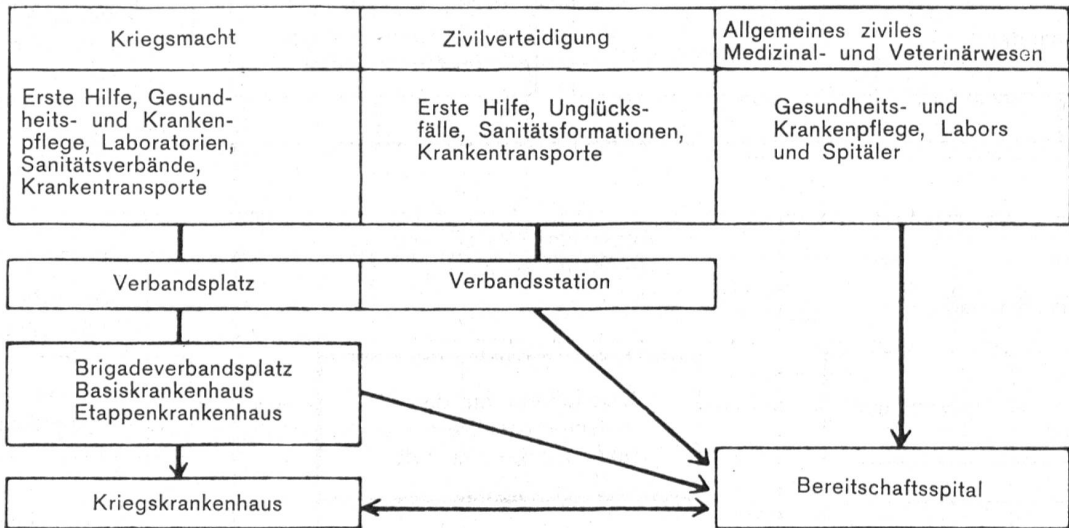 Kriegsmacht
Zivilverteidigung
Allgemeines ziviles
Medizinal- und Veterinärwesen
Erste Hilfe, Gesund-
heits- und Kranken-
pflege, Laboratorien,
Sanitätsverbände,
Krankentransporte
Erste Hilfe, Unglücks-
fälle, Sanitätsformationen,
Krankentransporte
Gesundheits- und
Krankenpflege, Labors
und Spitäler
Verbandsplatz
Verbandsstation
Brigadeverbandsplatz
Basiskrankenhaus
Etappenkrankenhaus
Kriegskrankenhaus
Bereitschaftsspital